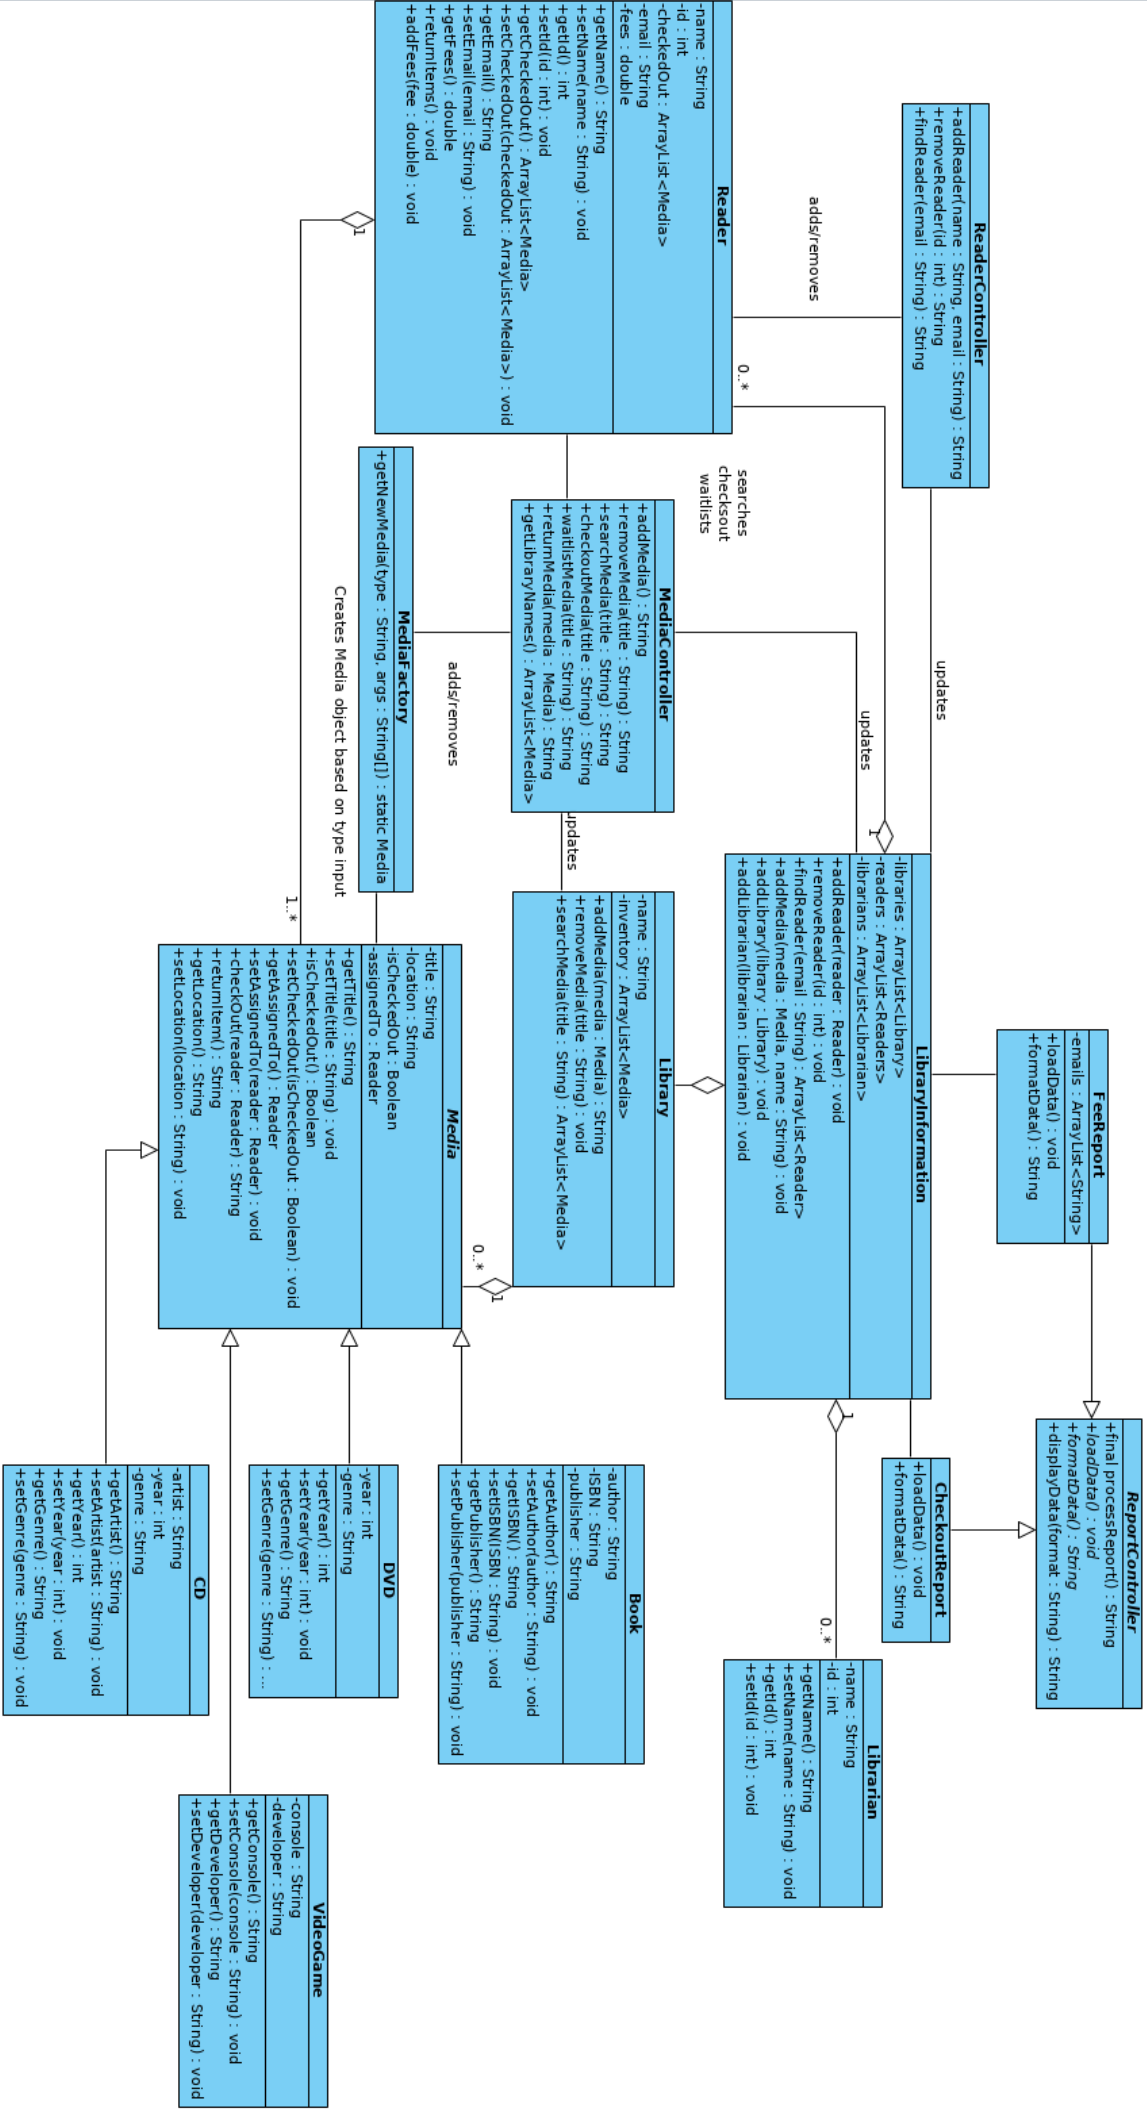 ReaderController
+addReader(name : String, email : String) : String
+removeReader(id : int) : String
+findReader(email : String) : String
adds/removes
updates
Reader
-name : String
-id : int
-checkedOut : ArrayList<Media>
-email : String
-fees : double
+getName() : String
+setName(name : String) : void
+getId() : int
+setId(id : int) : void
+getCheckedOut() : ArrayList<Media>
+setCheckedOut(checkedOut : ArrayList<Media>) : void
+getEmail() : String
+setEmail(email : String) : void
+getFees() : double
+returnItems() : void
+addFees(fee : double) : void
0..*
1
searches
checksout
waitlists
MediaController
+addMedia() : String
+removeMedia(title : String) : String
+searchMedia(title : String) : String
+checkoutMedia(title : String) : String
+waitlistMedia(title : String) : String
+returnMedia(media : Media) : String
+getLibraryNames() : ArrayList<Media>
updates
updates
adds/removes
MediaFactory
+getNewMedia(type : String, args : String[]) : static Media
Creates Media object based on type input
1..*
1
FeeReport
-emails : ArrayList<String>
+loadData() : void
+formatData() : String
ReportController
+final processReport() : String
+loadData() : void
+formatData() : String
+displayData(format : String) : String
CheckoutReport
+loadData() : void
+formatData() : String
LibraryInformation
-libraries : ArrayList<Library>
-readers : ArrayList<Readers>
-librarians : ArrayList<Librarian>
+addReader(reader : Reader) : void
+removeReader(id : int) : void
+findReader(email : String) : ArrayList<Reader>
+addMedia(media : Media, name : String) : void
+addLibrary(library : Library) : void
+addLibrarian(librarian : Librarian) : void
1
0..*
Librarian
-name : String
-id : int
+getName() : String
+setName(name : String) : void
+getId() : int
+setId(id : int) : void
Library
-name : String
-inventory : ArrayList<Media>
+addMedia(media : Media) : String
+removeMedia(title : String) : void
+searchMedia(title : String) : ArrayList<Media>
1
0..*
Media
-title : String
-location : String
-isCheckedOut : Boolean
-assignedTo : Reader
+getTitle() : String
+setTitle(title : String) : void
+isCheckedOut() : Boolean
+setCheckedOut(isCheckedOut : Boolean) : void
+getAssignedTo() : Reader
+setAssignedTo(reader : Reader) : void
+checkOut(reader : Reader) : String
+returnItem() : String
+getLocation() : String
+setLocation(location : String) : void
Book
-author : String
-ISBN : String
-publisher : String
+getAuthor() : String
+setAuthor(author : String) : void
+getISBN() : String
+setISBN(ISBN : String) : void
+getPublisher() : String
+setPublisher(publisher : String) : void
DVD
-year : int
-genre : String
+getYear() : int
+setYear(year : int) : void
+getGenre() : String
+setGenre(genre : String) : ...
CD
-artist : String
-year : int
-genre : String
+getArtist() : String
+setArtist(artist : String) : void
+getYear() : int
+setYear(year : int) : void
+getGenre() : String
+setGenre(genre : String) : void
VideoGame
-console : String
-developer : String
+getConsole() : String
+setConsole(console : String) : void
+getDeveloper() : String
+setDeveloper(developer : String) : void